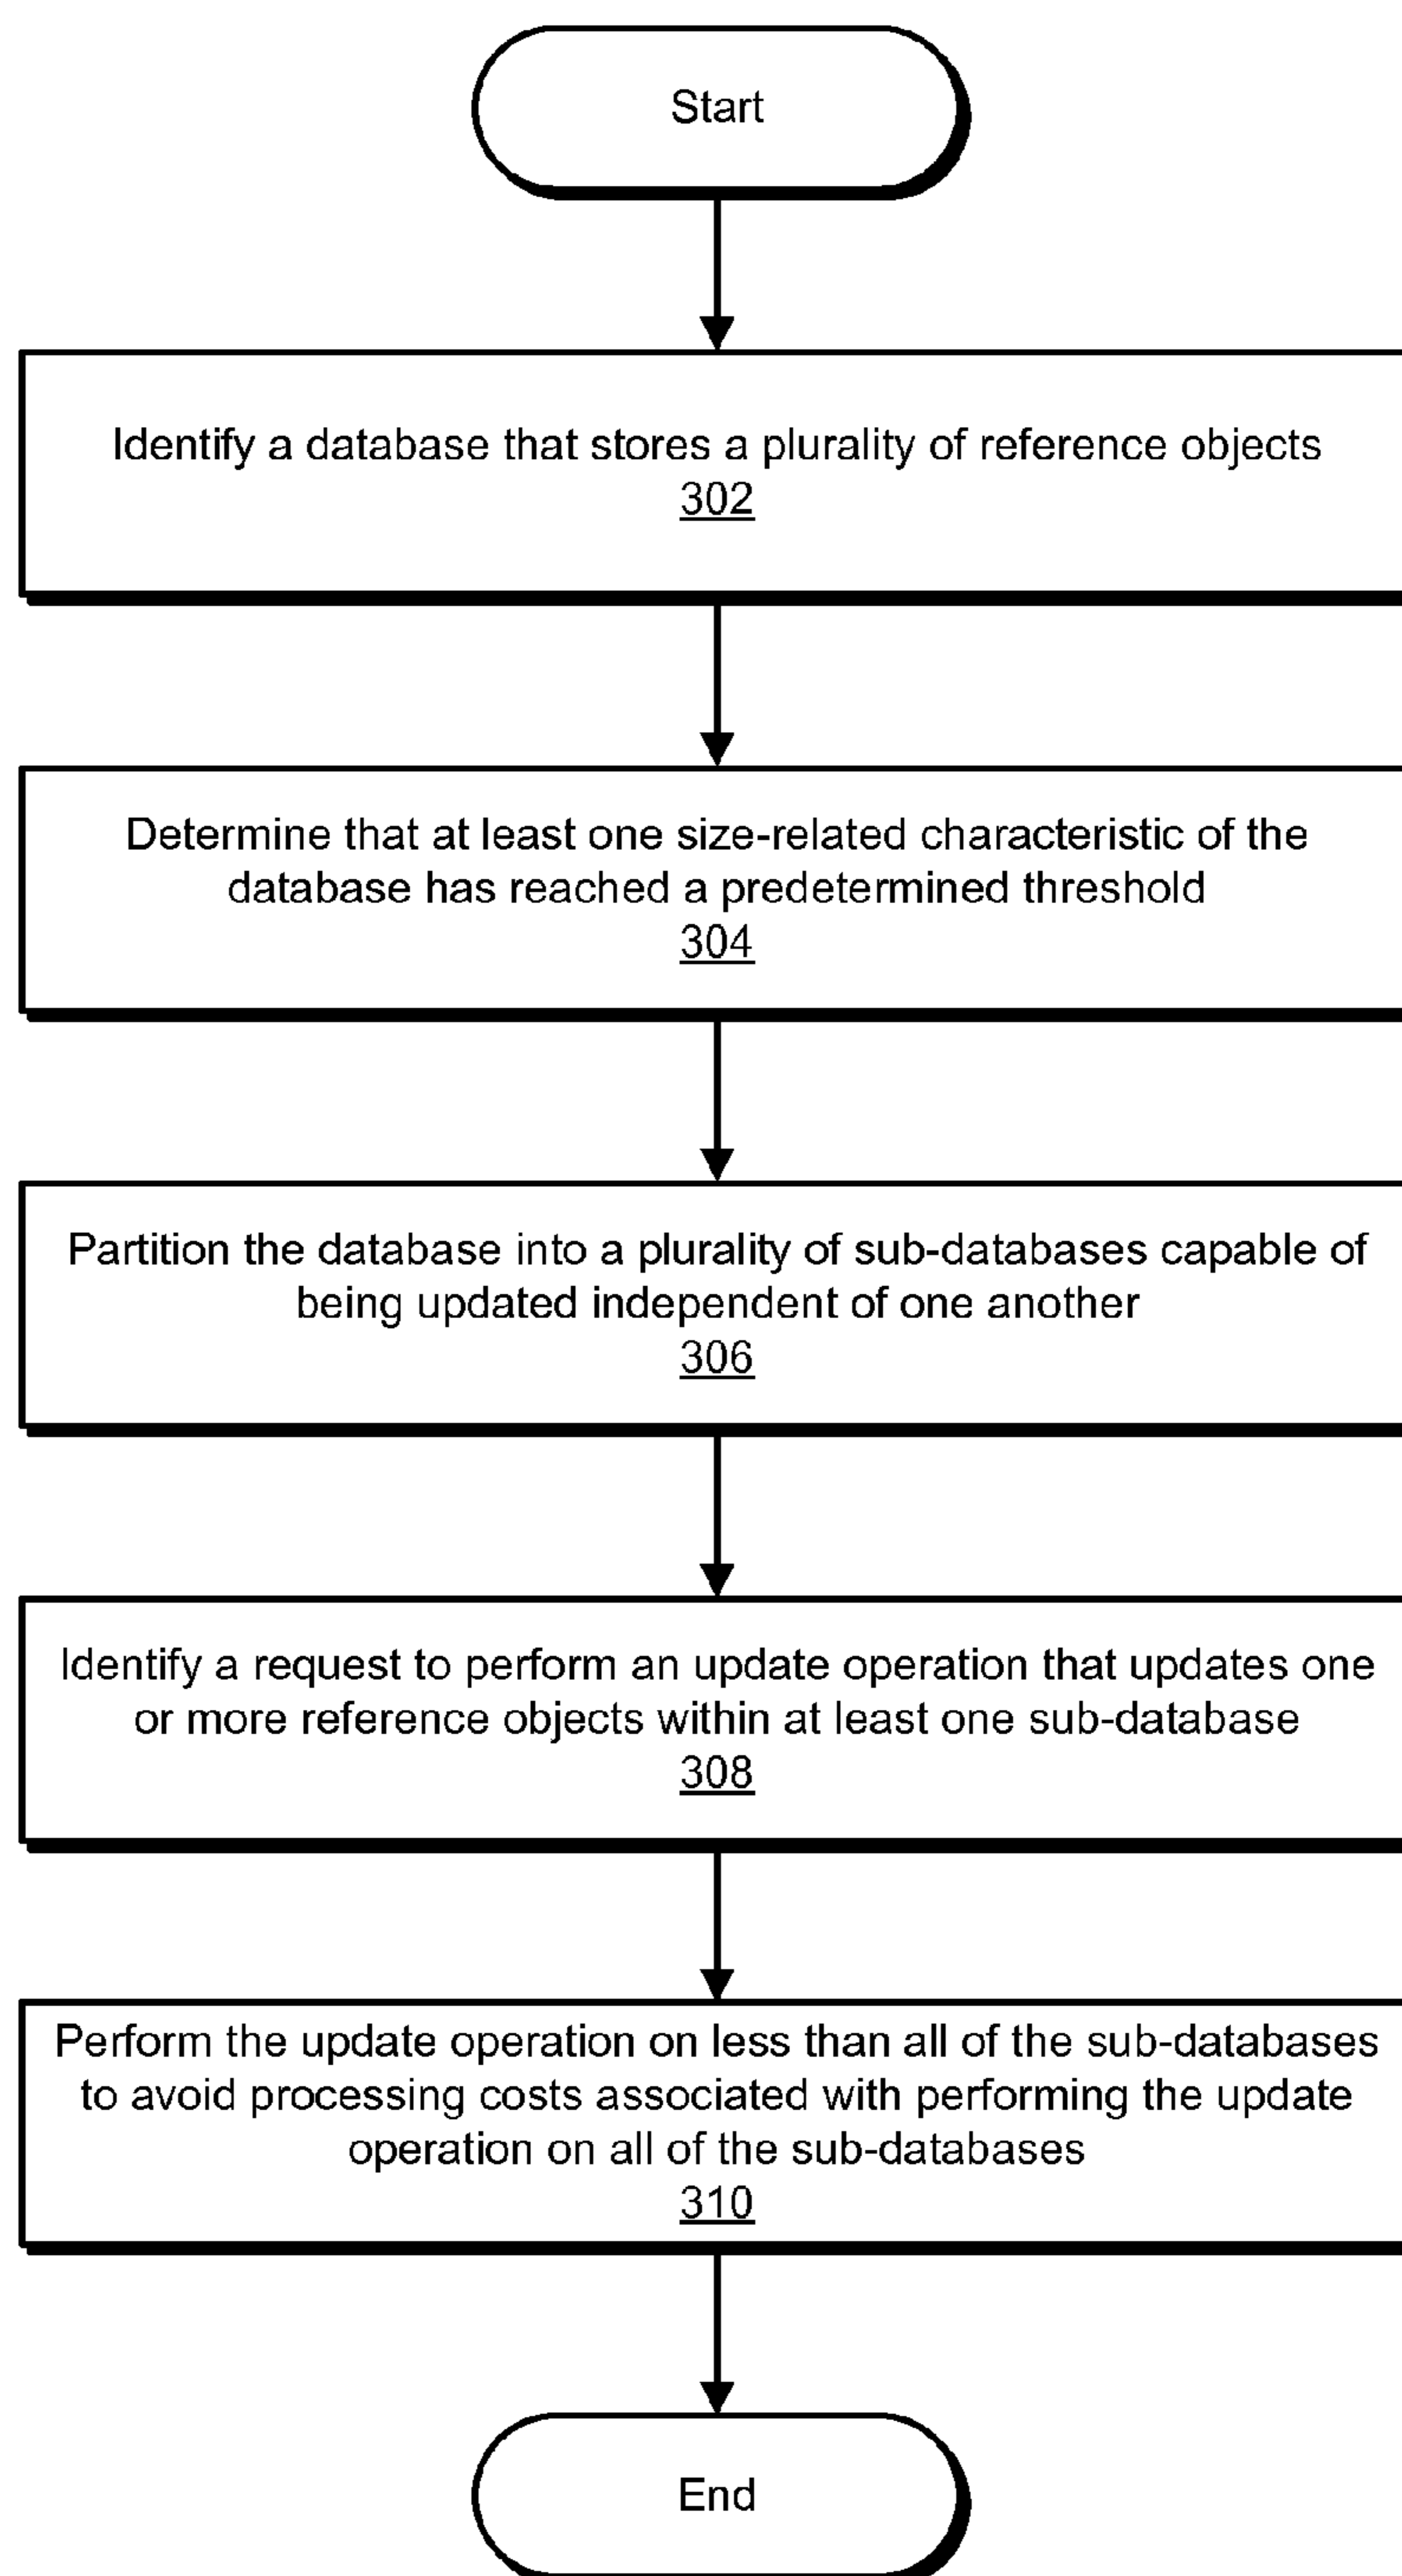 Start
Identify a database that stores a plurality of reference objects
302
Determine that at least one size-related characteristic of the
database has reached a predetermined threshold
304
Partition the database into a plurality of sub-databases capable of
being updated independent of one another
306
Identify a request to perform an update operation that updates one
or more reference objects within at least one sub-database
308
Perform the update operation on less than all of the sub-databases
to avoid processing costs associated with performing the update
operation on all of the sub-databases
310
End